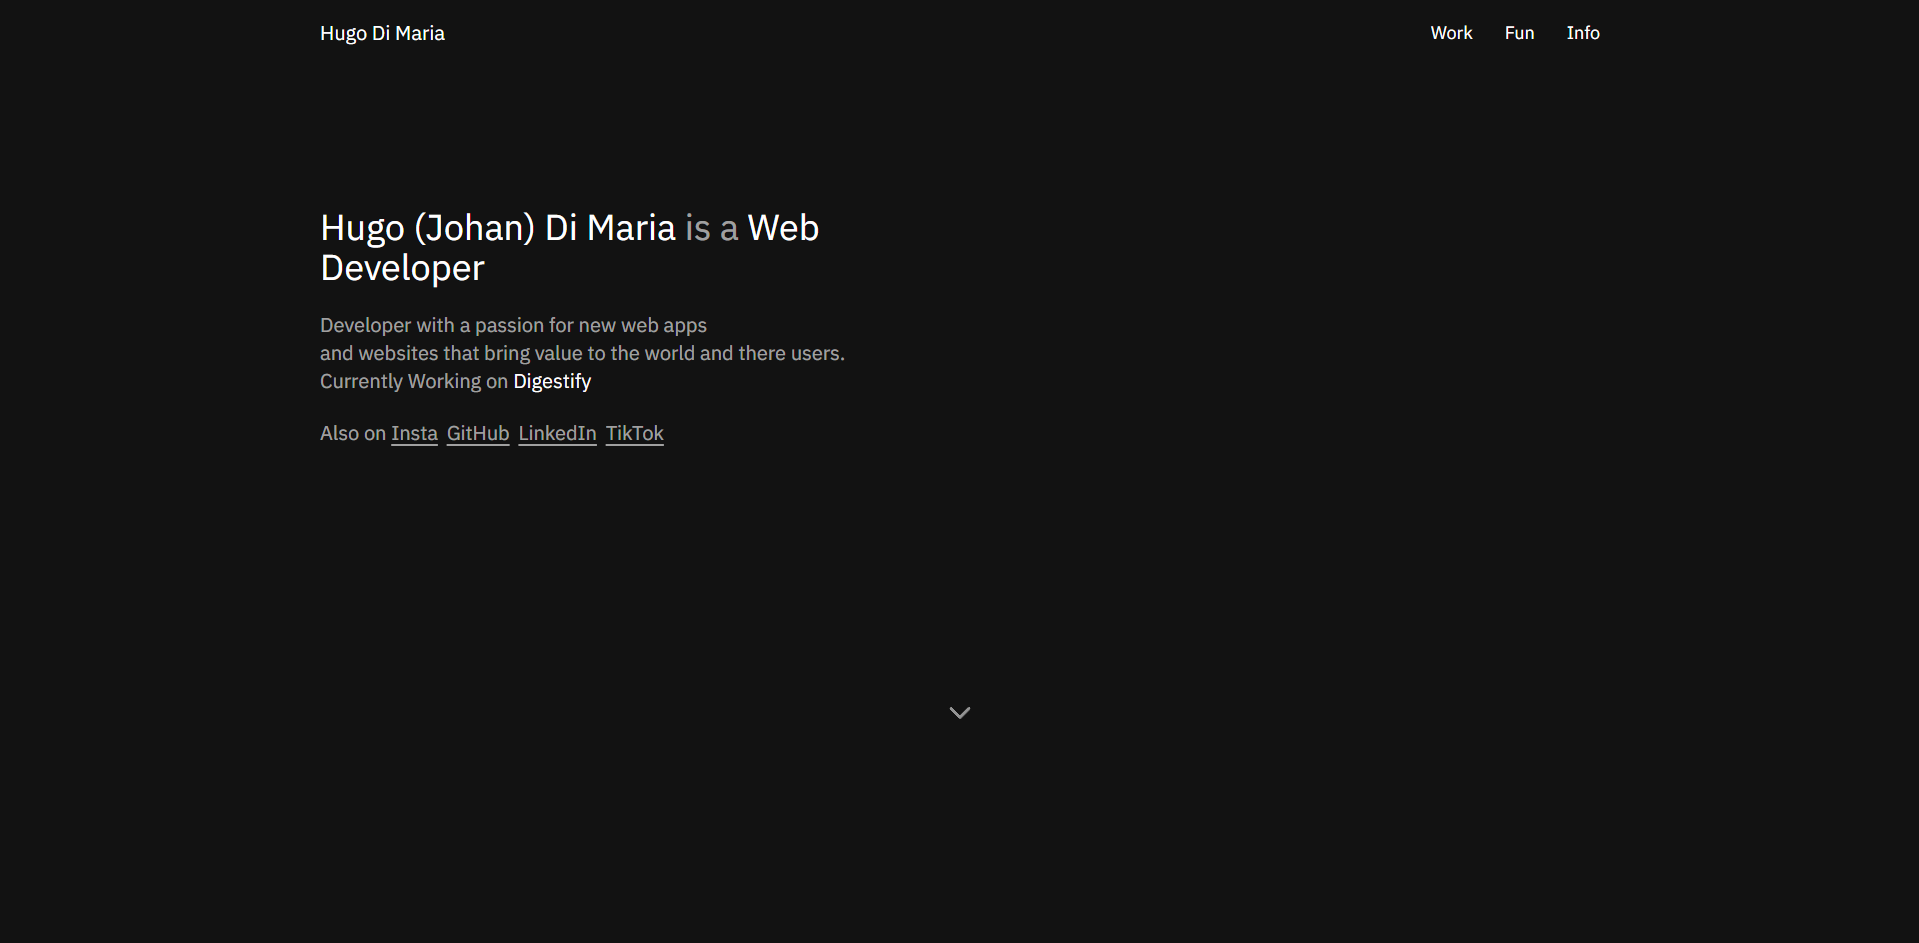 Hugo Di Maria
Work Fun Info
Hugo (Johan) Di Maria is a Web
Developer
Developer with a passion for new web apps
and websites that bring value to the world and there users.
Currently Working on Digestify
Also on Insta GitHub LinkedIn TikTok